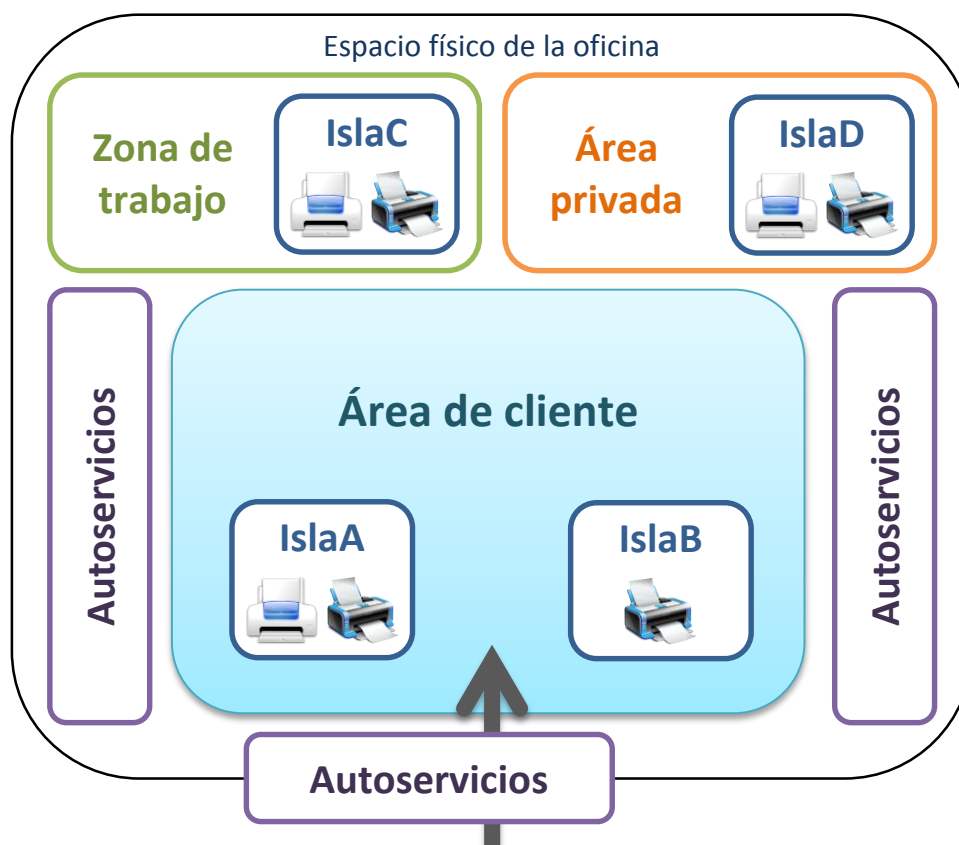 Espacio físico de la oficina
Zona de
trabajo
IslaC
Área
privada
IslaD
Autoservicios
Área de cliente
IslaA
IslaB
Autoservicios
Autoservicios